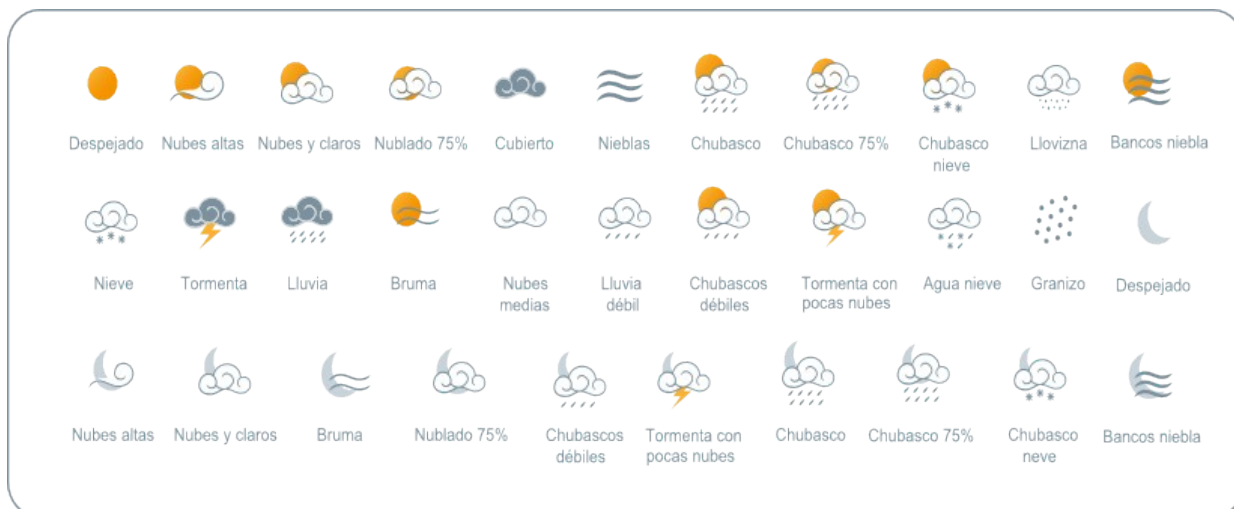 Despejado Nubes altas Nubes y claros Nublado 75% Cubierto Nieblas Chubasco Chubasco 75% Chubasco nieve Llovizna Bancos niebla
Nieve Tormenta Lluvia Bruma Nubes medias Lluvia débil Chubascos débiles Tormenta con pocas nubes Agua nieve Granizo Despejado
Nubes altas Nubes y claros Bruma Nublado 75% Chubascos débiles Tormenta con pocas nubes Chubasco Chubasco 75% Chubasco neve Bancos niebla